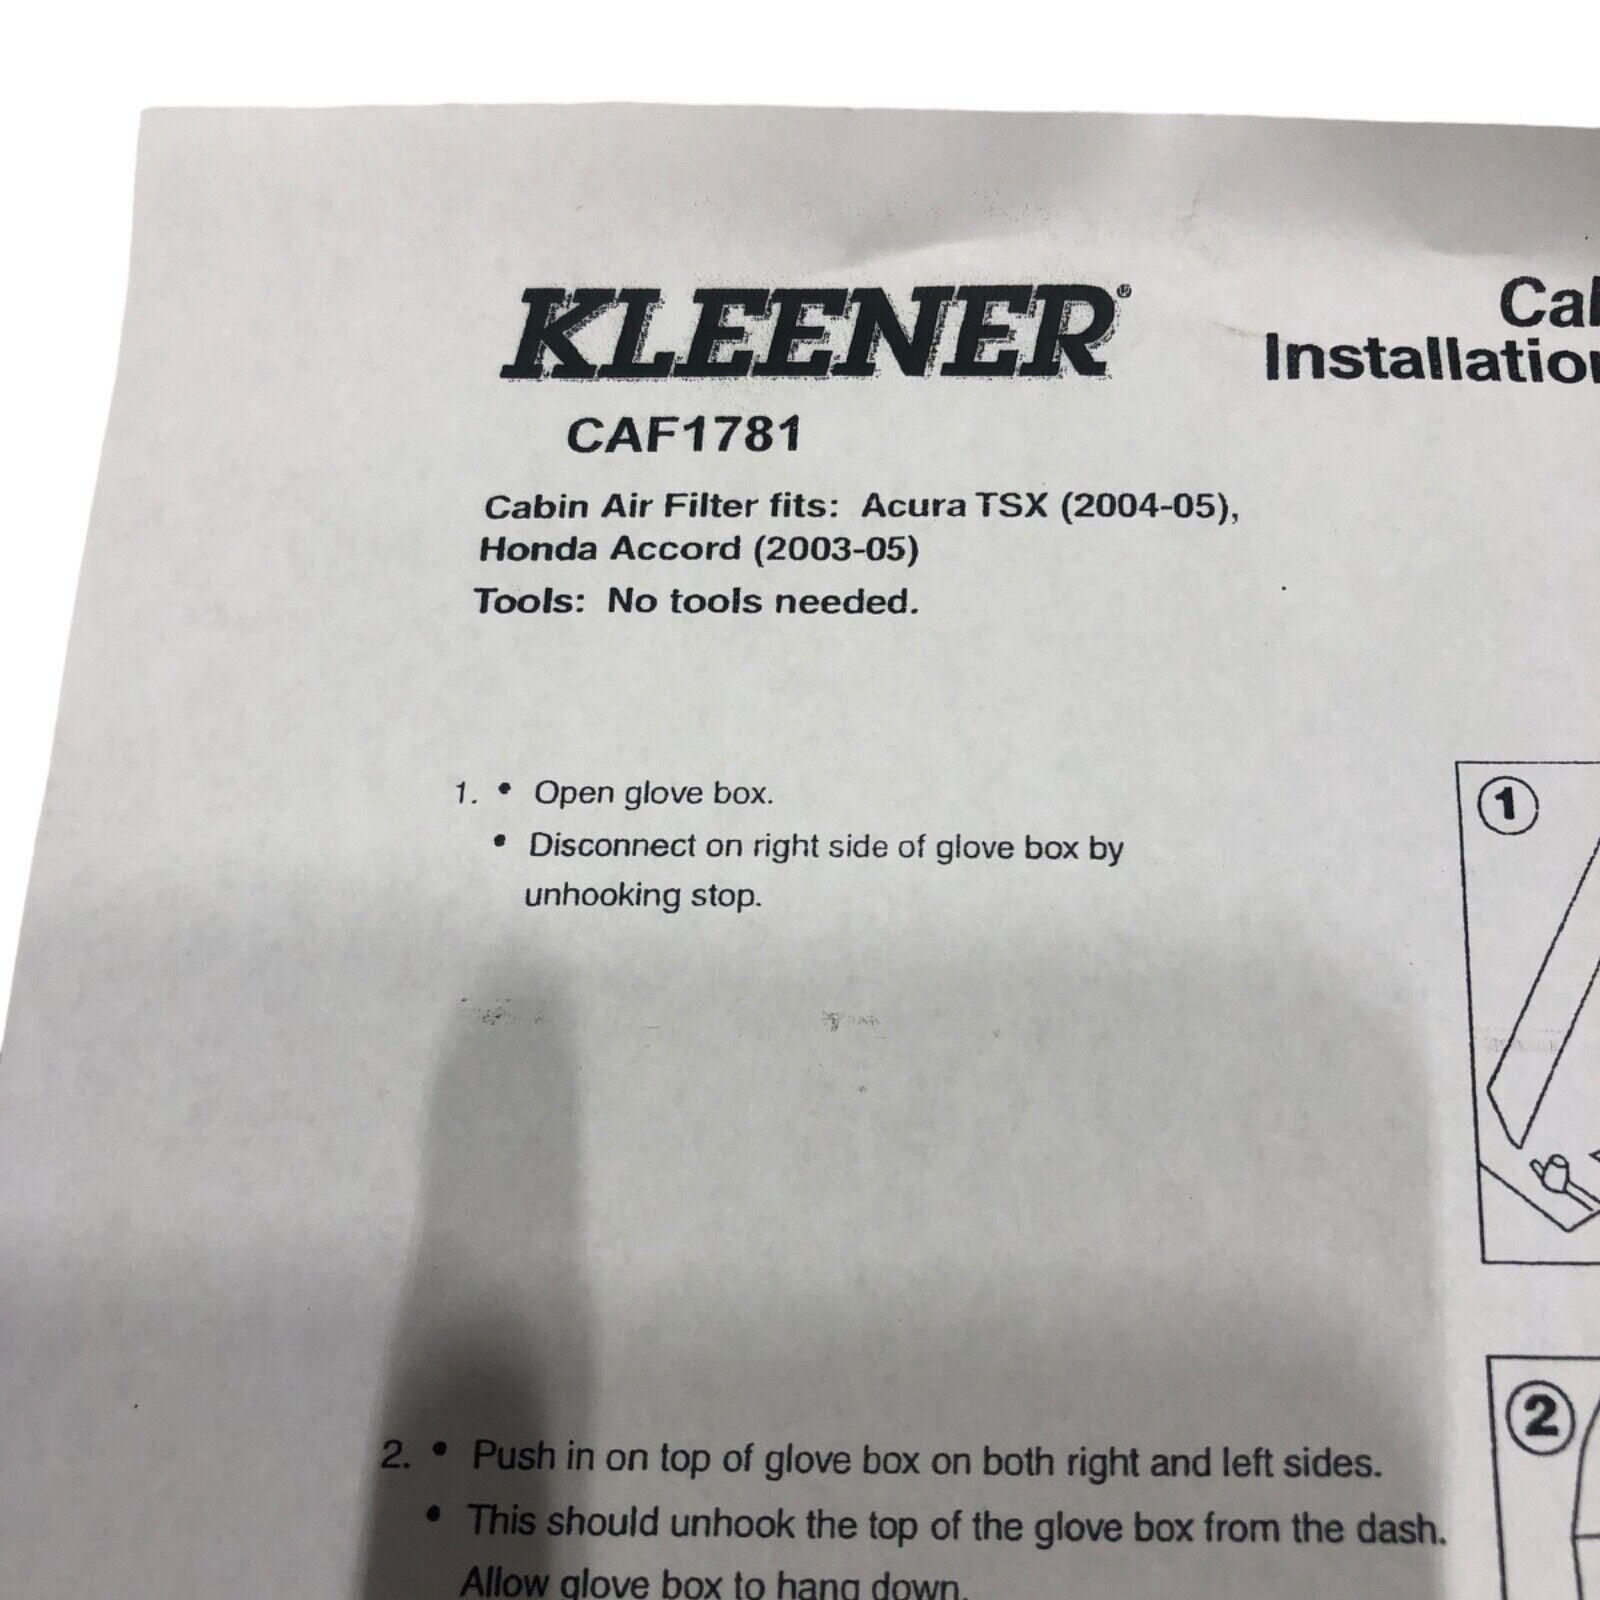 KLEENER®
Installation
CAF1781
Cabin Air Filter fits: Acura TSX (2004-05),
Honda Accord (2003-05)
Tools: No tools needed.
1. • Open glove box.
• Disconnect on right side of glove box by
unhooking stop.
1
2. • Push in on top of glove box on both right and left sides.
• This should unhook the top of the glove box from the dash.
Allow glove box to hang down.
2